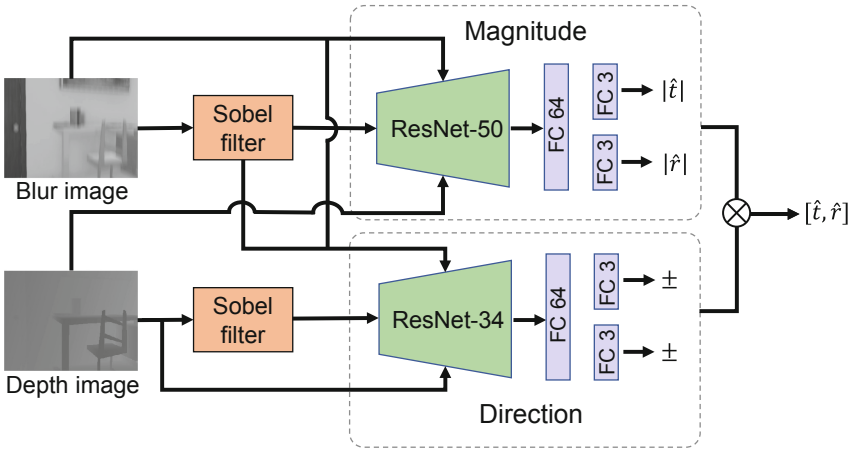 Magnitude
Blur image
Sobel
filter
ResNet-50
FC 64
FC 3
|t̂|
FC 3
|r̂|
[t̂, r̂]
Depth image
Sobel
filter
ResNet-34
FC 64
FC 3
±
FC 3
±
Direction